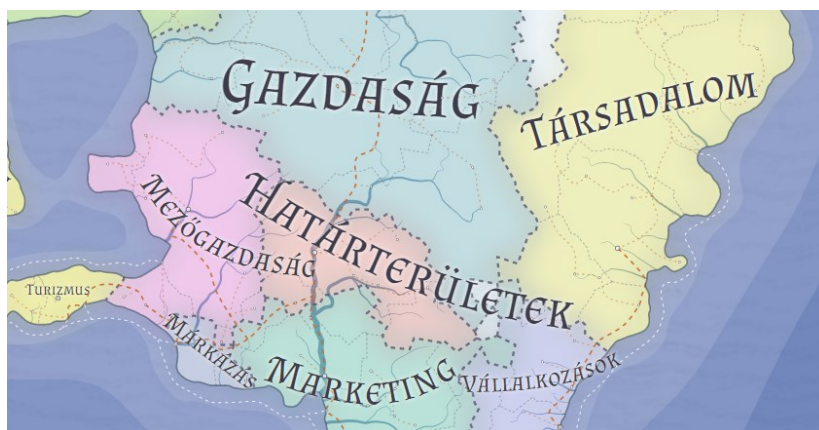 GAZDASÁG
TÁRSADALOM
HATÁRTERÜLETEK
MEZŐGAZDASÁG
TURIZMUS
MÁRKÁZÁS
MARKETING
VÁLLALKOZÁSOK